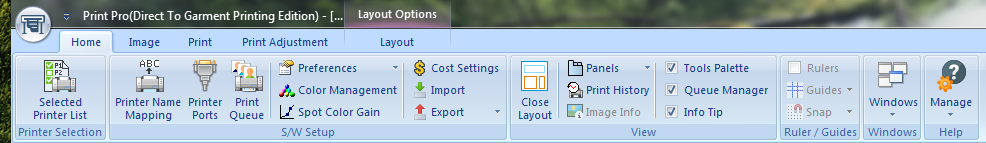 Print Pro(Direct To Garment Printing Edition) - [... Layout Options
Home Image Print Print Adjustment Layout
P1
P2
Selected
Printer List
Printer Selection
ABC
Printer Name
Mapping
Printer
Ports
Print
Queue
Preferences
Color Management
Spot Color Gain
Cost Settings
Import
Export
S/W Setup
Close
Layout
Panels
Print History
Image Info
Tools Palette
Queue Manager
Info Tip
View
Rulers
Guides
Snap
Ruler / Guides
Windows
Windows
Manage
Help